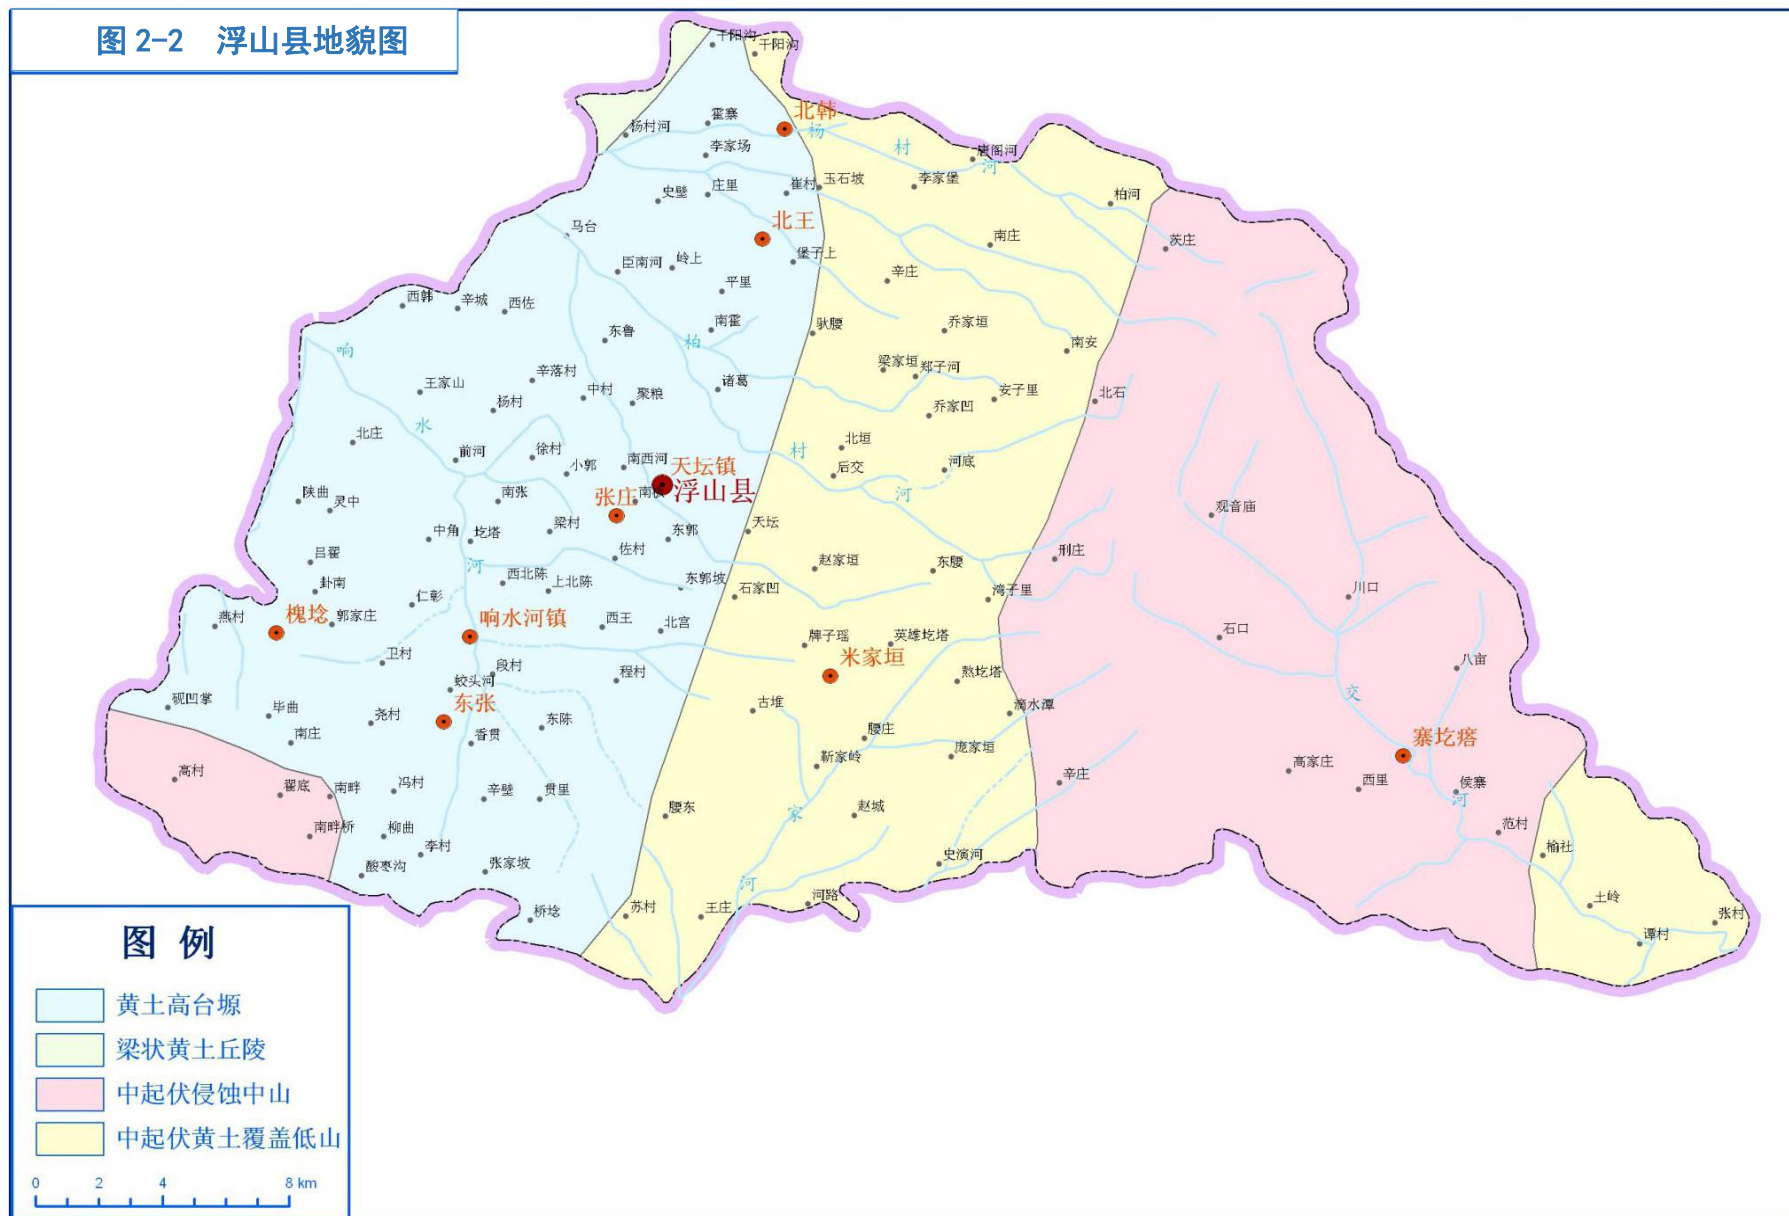 图 2-2 浮山县地貌图
干阳沟
干阳沟
北韩
霍寨
杨村河
杨
村
河
李家场
唐阁河
史壁
庄里
崔村
玉石坡
李家堡
柏河
北王
马台
南庄
茨庄
堡子上
臣南河
岭上
平里
辛庄
西韩
辛城
西佐
南霍
驮腰
乔家垣
东鲁
柏
南安
响
梁家垣
郑子河
王家山
辛落村
中村
聚粮
诸葛
安子里
北石
杨村
乔家凹
水
北庄
前河
徐村
小郭
南西河
天坛镇
浮山县
村
北垣
后交
河底
河
陕曲
灵中
南张
张庄
观音庙
中角
圪塔
梁村
东郭
天坛
吕翟
河
佐村
赵家垣
东腰
刑庄
卦南
西北陈
上北陈
东郭坡
石家凹
湾子里
川口
燕村
槐埝
郭家庄
仁彰
响水河镇
西王
北宫
牌子瑶
英雄圪塔
石口
卫村
段村
程村
米家垣
熬圪塔
八亩
砚凹掌
毕曲
尧村
蛟头河
东张
东陈
古堆
滴水潭
交
南庄
香贯
腰庄
庞家垣
寨圪瘩
高村
翟底
南畔
冯村
辛壁
贯里
靳家岭
辛庄
高家庄
西里
侯寨
河
南畔桥
柳曲
腰东
家
赵城
范村
李村
榆社
酸枣沟
张家坡
河
史演河
桥埝
苏村
王庄
河路
土岭
张村
谭村
图 例
黄土高台塬
梁状黄土丘陵
中起伏侵蚀中山
中起伏黄土覆盖低山
0 2 4 8 km